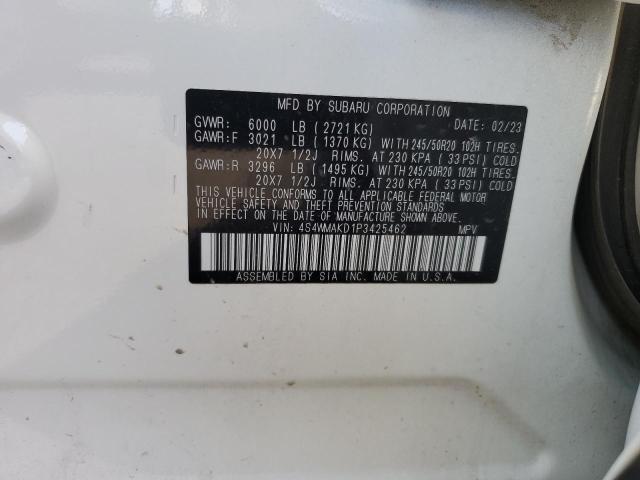 MFD BY SUBARU CORPORATION
GVWR: 6000 LB (2721 KG) DATE: 02/23
GAWR:F 3021 LB (1370 KG) WITH 245/50R20 102H TIRES.
20X7 1/2J RIMS. AT 230 KPA (33 PSI) COLD
GAWR:R 3296 LB (1495 KG) WITH 245/50R20 102H TIRES.
20X7 1/2J RIMS. AT 230 KPA (33 PSI) COLD
THIS VEHICLE CONFORMS TO ALL APPLICABLE FEDERAL MOTOR
VEHICLE SAFETY AND THEFT PREVENTION STANDARDS
IN EFFECT ON THE DATE OF MANUFACTURE SHOWN ABOVE.
VIN: 4S4WMAKD1P3425462 MPV
ASSEMBLED BY SIA INC. MADE IN U.S.A.